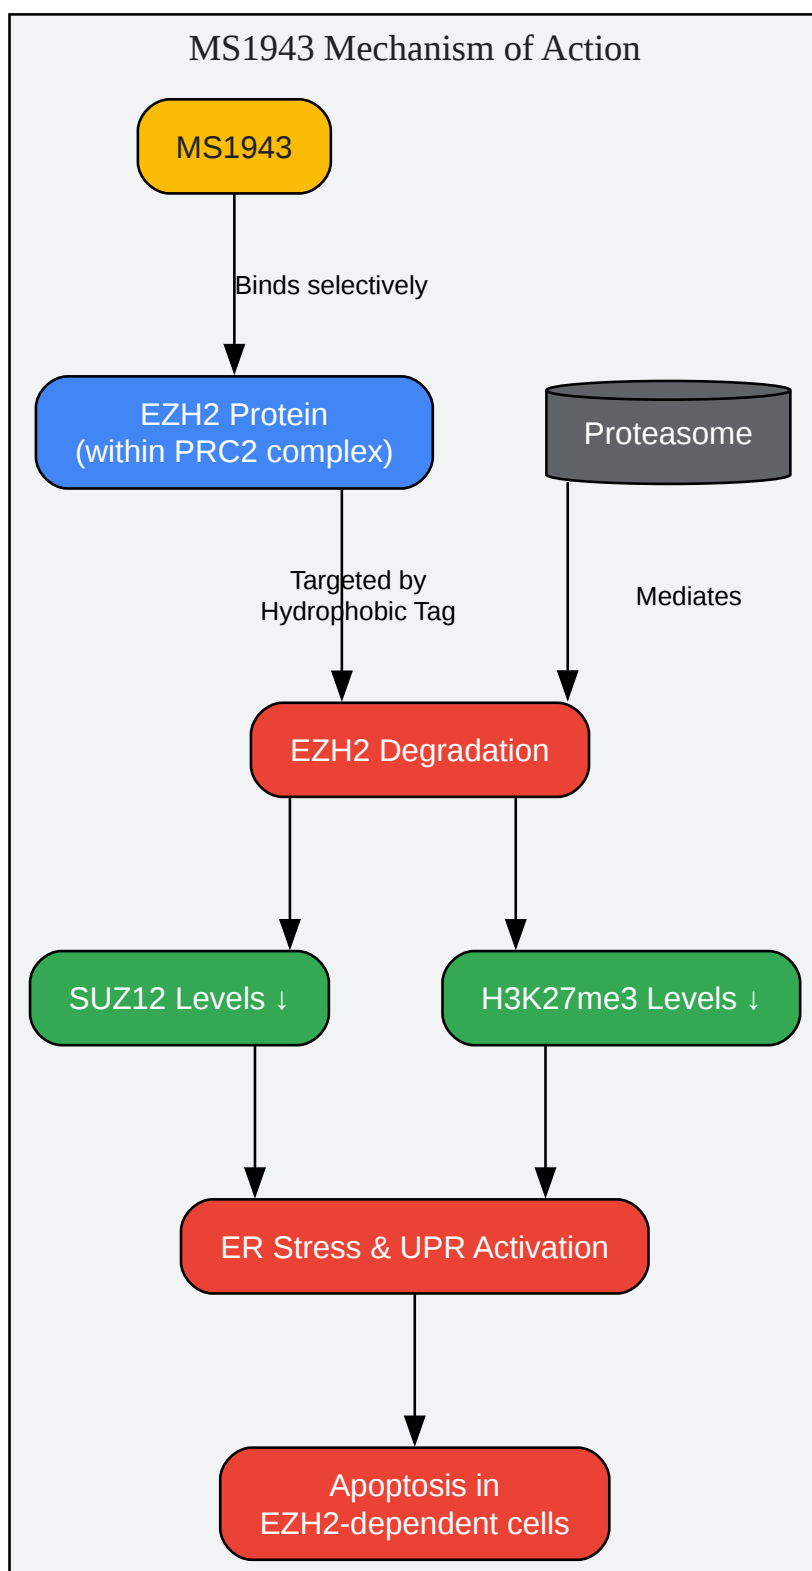 MS1943 Mechanism of Action
MS1943
Binds selectively
EZH2 Protein
(within PRC2 complex)
Proteasome
Targeted by
Hydrophobic Tag
Mediates
EZH2 Degradation
SUZ12 Levels ↓
H3K27me3 Levels ↓
ER Stress & UPR Activation
Apoptosis in
EZH2-dependent cells